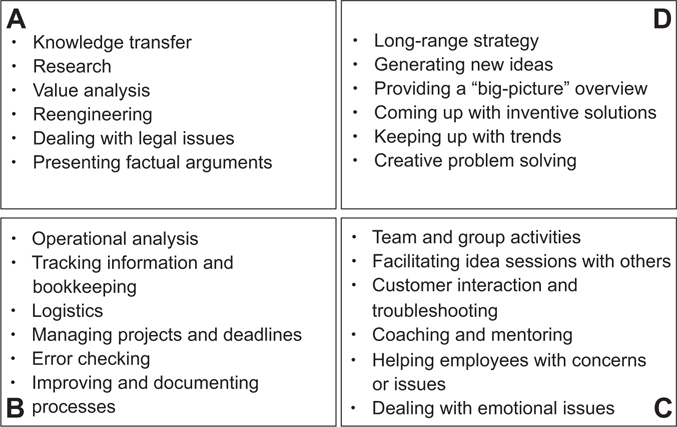 A
• Knowledge transfer
• Research
• Value analysis
• Reengineering
• Dealing with legal issues
• Presenting factual arguments
D
• Long-range strategy
• Generating new ideas
• Providing a “big-picture” overview
• Coming up with inventive solutions
• Keeping up with trends
• Creative problem solving
• Operational analysis
• Tracking information and
bookkeeping
• Logistics
• Managing projects and deadlines
• Error checking
• Improving and documenting
processes
B
• Team and group activities
• Facilitating idea sessions with others
• Customer interaction and
troubleshooting
• Coaching and mentoring
• Helping employees with concerns
or issues
• Dealing with emotional issues
C